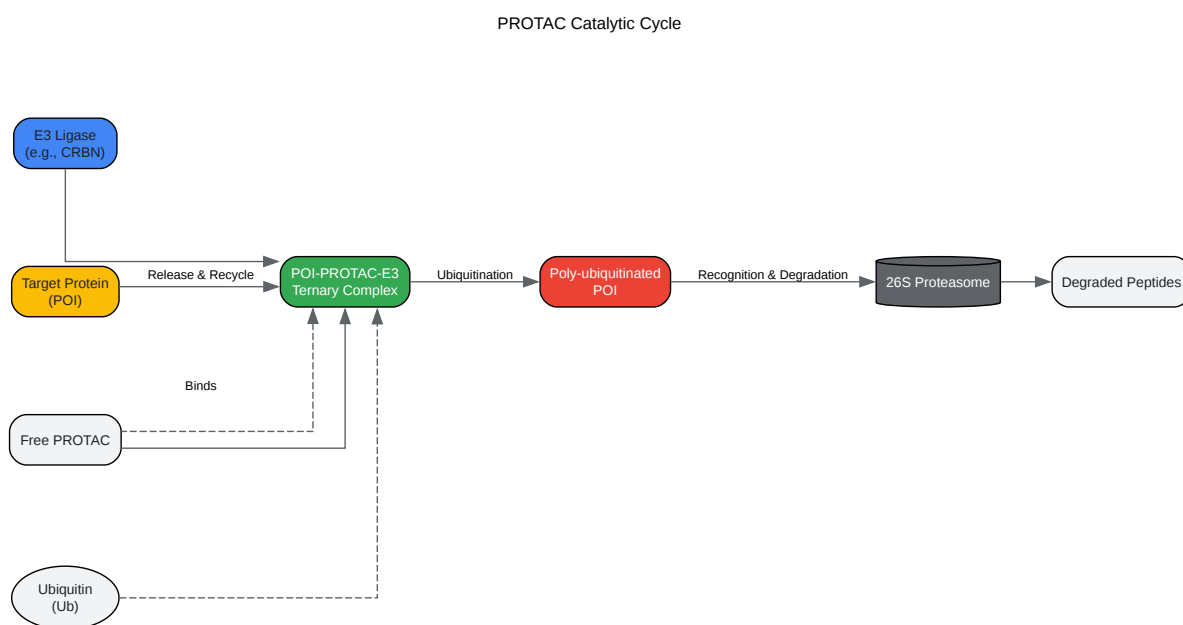 PROTAC Catalytic Cycle
E3 Ligase
(e.g., CRBN)
Target Protein
(POI)
Release & Recycle
POI-PROTAC-E3
Ternary Complex
Ubiquitination
Poly-ubiquitinated
POI
Recognition & Degradation
26S Proteasome
Degraded Peptides
Binds
Free PROTAC
Ubiquitin
(Ub)